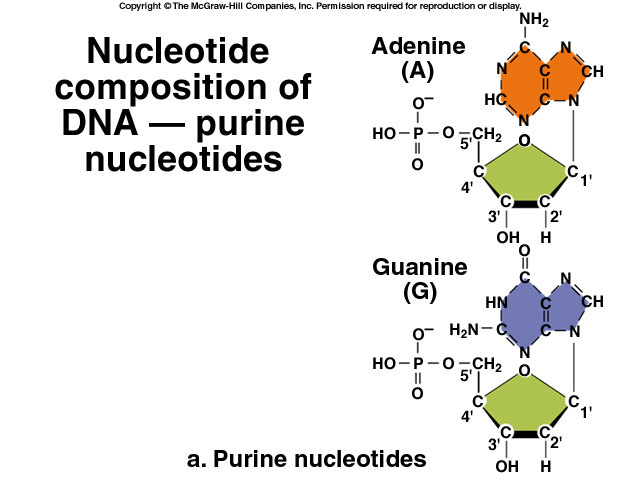 Copyright © The McGraw-Hill Companies, Inc. Permission required for reproduction or display.
Nucleotide
composition of
DNA — purine
nucleotides
Adenine
(A)
NH₂
C
N
N
C
CH
HC
C
N
N
O⁻
HO–P–O–CH₂
O
5'
O
C
4'
C
1'
C
3'
C
2'
OH
H
Guanine
(G)
O
C
N
HN
C
CH
H₂N–C
C
N
N
O⁻
HO–P–O–CH₂
O
5'
O
C
4'
C
1'
C
3'
C
2'
OH
H
a. Purine nucleotides